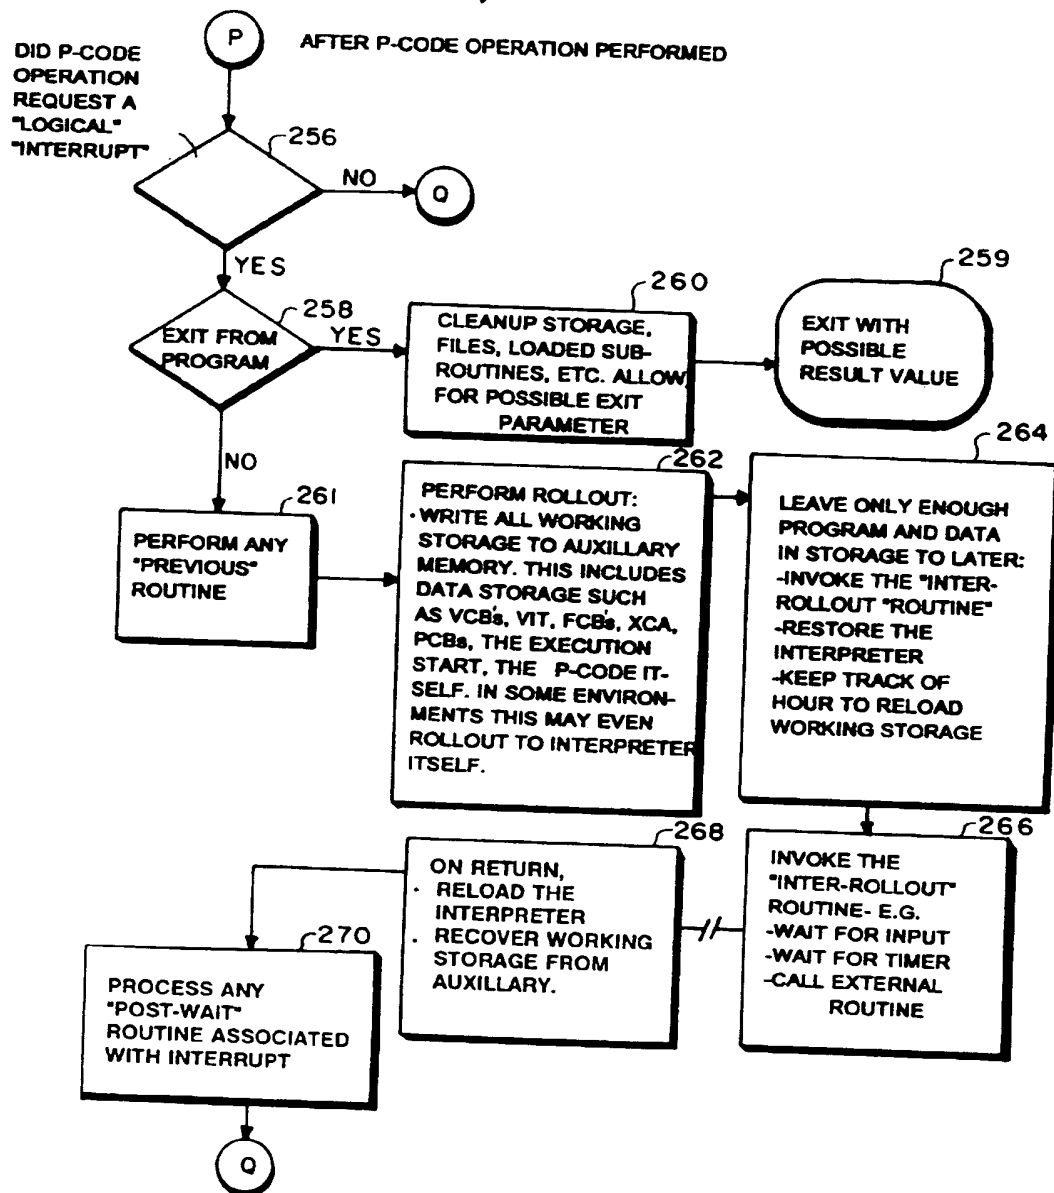 P
AFTER P-CODE OPERATION PERFORMED
DID P-CODE
OPERATION
REQUEST A
"LOGICAL"
"INTERRUPT"
256
NO
Q
YES
258
EXIT FROM
PROGRAM
YES
260
CLEANUP STORAGE,
FILES, LOADED SUB-
ROUTINES, ETC. ALLOW
FOR POSSIBLE EXIT
PARAMETER
259
EXIT WITH
POSSIBLE
RESULT VALUE
NO
261
PERFORM ANY
"PREVIOUS"
ROUTINE
262
PERFORM ROLLOUT:
· WRITE ALL WORKING
STORAGE TO AUXILLARY
MEMORY. THIS INCLUDES
DATA STORAGE SUCH
AS VCB's, VIT, FCB's, XCA,
PCBs, THE EXECUTION
START, THE P-CODE IT-
SELF. IN SOME ENVIRON-
MENTS THIS MAY EVEN
ROLLOUT TO INTERPRETER
ITSELF.
264
LEAVE ONLY ENOUGH
PROGRAM AND DATA
IN STORAGE TO LATER:
-INVOKE THE "INTER-
ROLLOUT "ROUTINE"
-RESTORE THE
INTERPRETER
-KEEP TRACK OF
HOUR TO RELOAD
WORKING STORAGE
266
INVOKE THE
"INTER-ROLLOUT"
ROUTINE- E.G.
-WAIT FOR INPUT
-WAIT FOR TIMER
-CALL EXTERNAL
ROUTINE
268
ON RETURN,
· RELOAD THE
INTERPRETER
· RECOVER WORKING
STORAGE FROM
AUXILLARY.
270
PROCESS ANY
"POST-WAIT"
ROUTINE ASSOCIATED
WITH INTERRUPT
Q